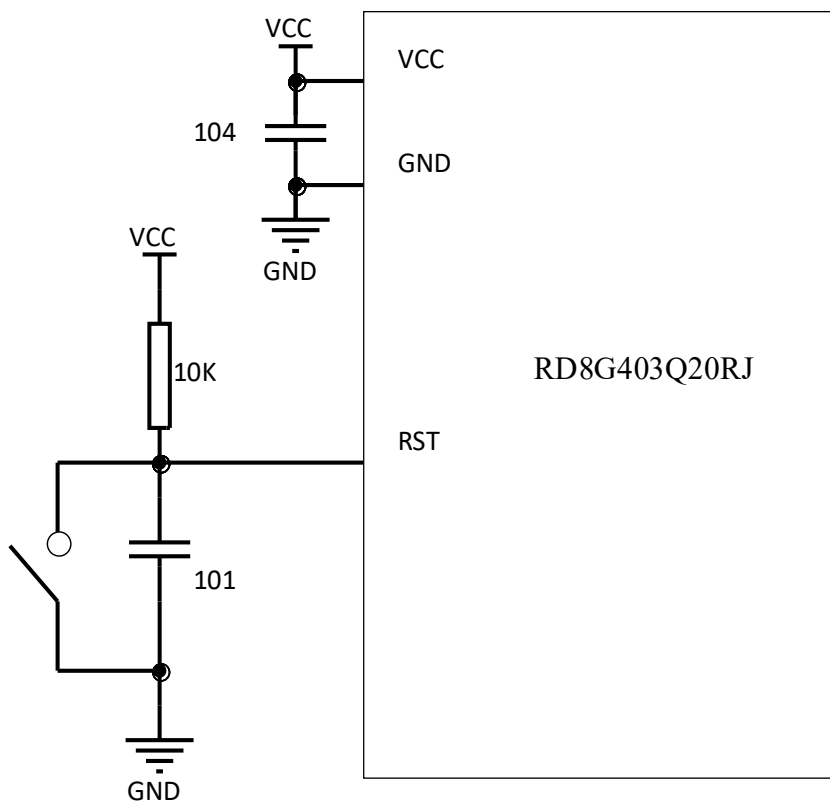 VCC
VCC
104
GND
VCC
GND
10K
RD8G403Q20RJ
RST
101
GND